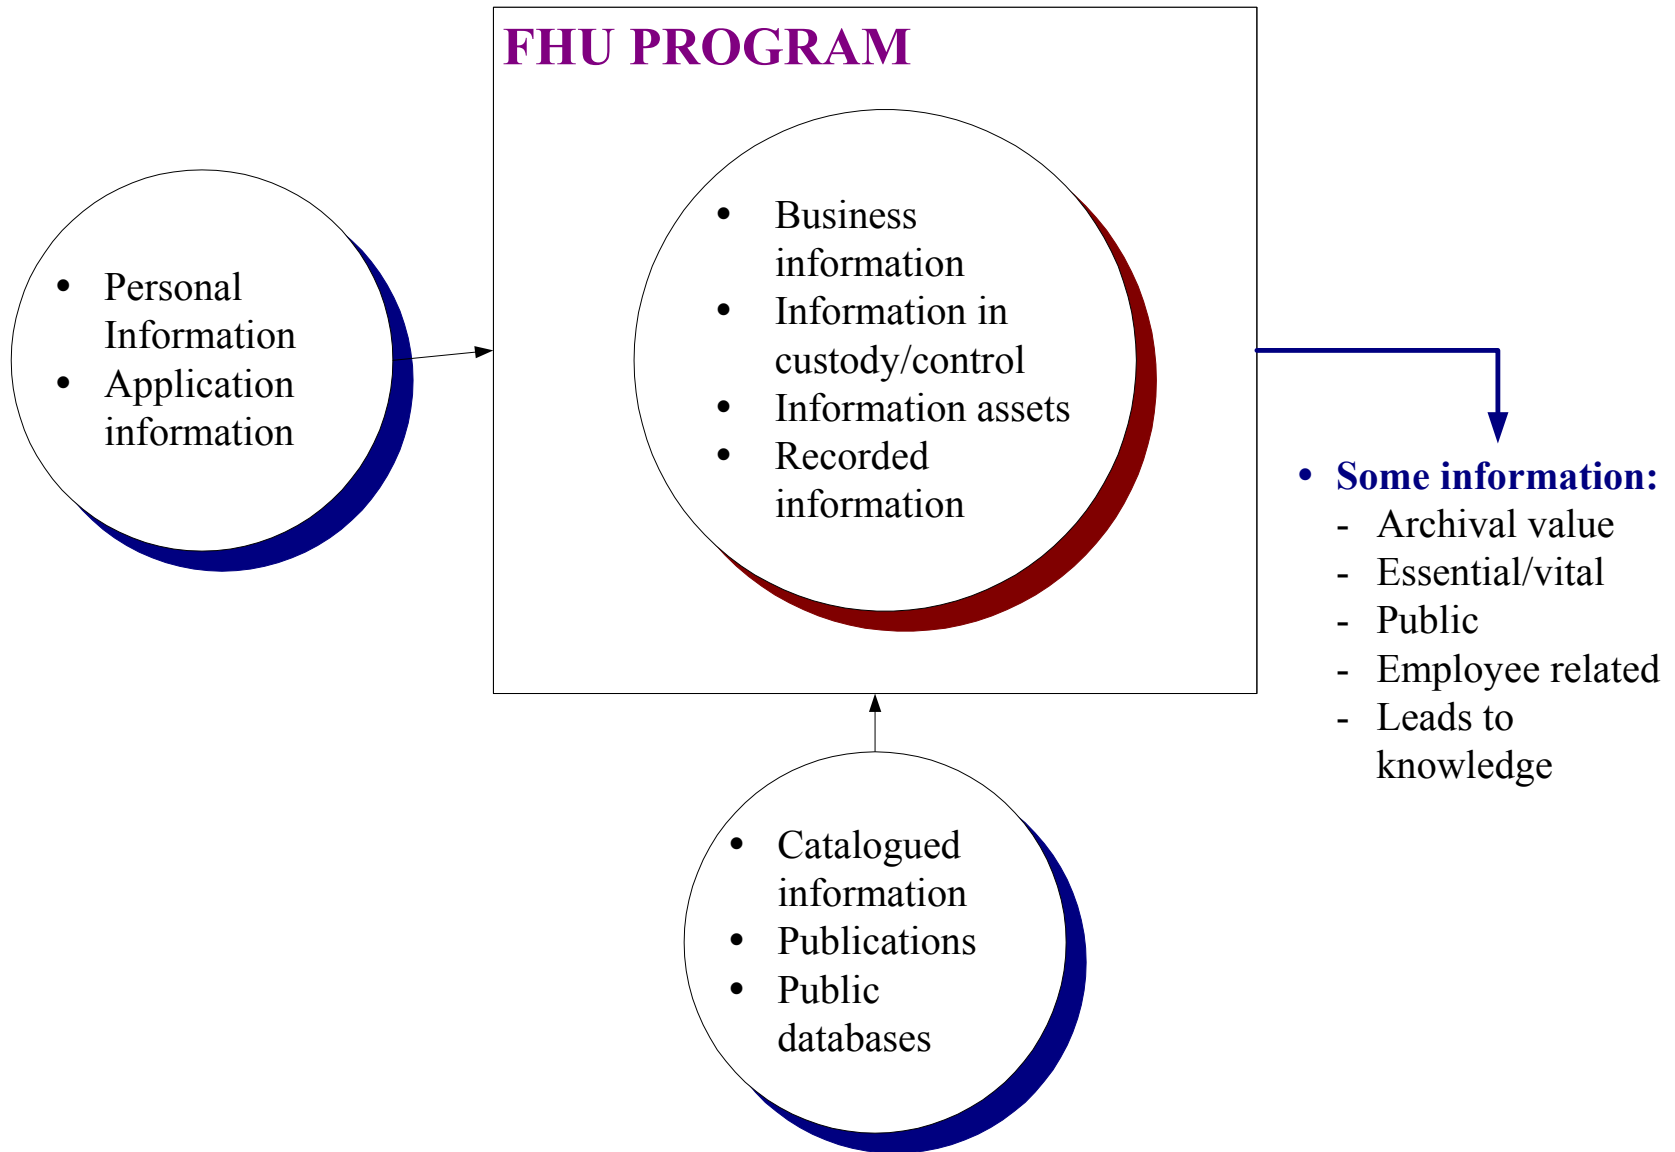 FHU PROGRAM
• Personal
Information
• Application
information
• Business
information
• Information in
custody/control
• Information assets
• Recorded
information
• Some information:
- Archival value
- Essential/vital
- Public
- Employee related
- Leads to
knowledge
• Catalogued
information
• Publications
• Public
databases